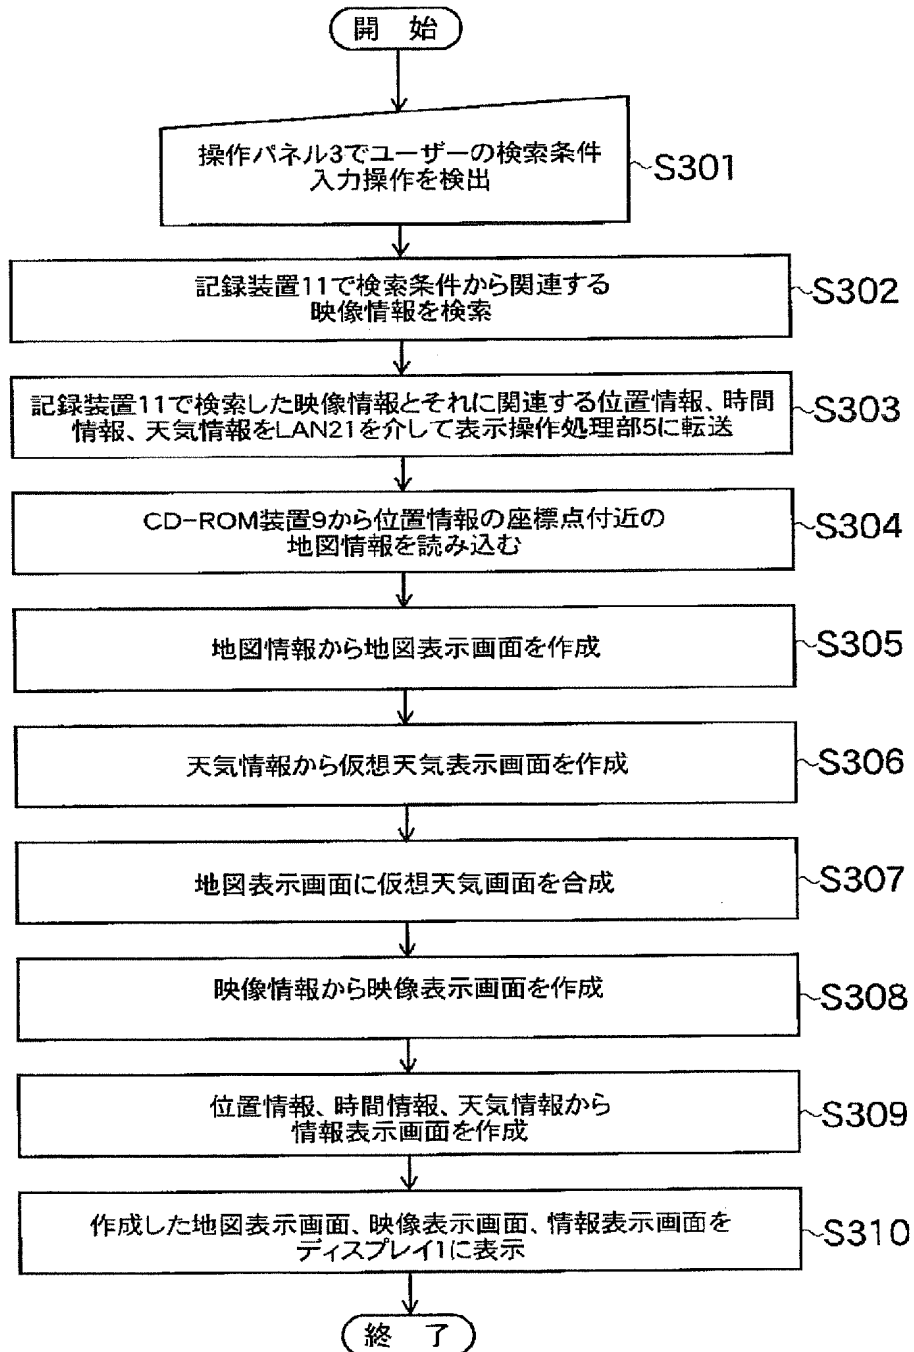 開 始
操作パネル3でユーザーの検索条件
入力操作を検出
S301
記録装置11で検索条件から関連する
映像情報を検索
S302
記録装置11で検索した映像情報とそれに関連する位置情報、時間
情報、天気情報をLAN21を介して表示操作処理部5に転送
S303
CD-ROM装置9から位置情報の座標点付近の
地図情報を読み込む
S304
地図情報から地図表示画面を作成
S305
天気情報から仮想天気表示画面を作成
S306
地図表示画面に仮想天気画面を合成
S307
映像情報から映像表示画面を作成
S308
位置情報、時間情報、天気情報から
情報表示画面を作成
S309
作成した地図表示画面、映像表示画面、情報表示画面を
ディスプレイ1に表示
S310
終 了